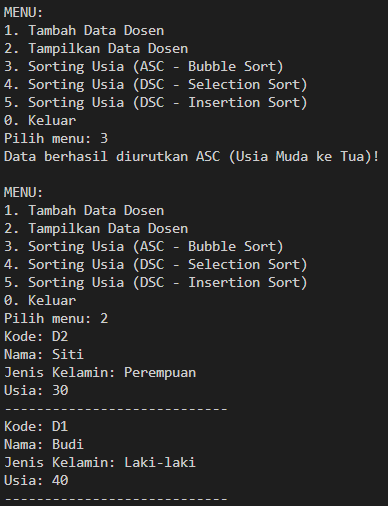 MENU:
1. Tambah Data Dosen
2. Tampilkan Data Dosen
3. Sorting Usia (ASC - Bubble Sort)
4. Sorting Usia (DSC - Selection Sort)
5. Sorting Usia (DSC - Insertion Sort)
0. Keluar
Pilih menu: 3
Data berhasil diurutkan ASC (Usia Muda ke Tua)!

MENU:
1. Tambah Data Dosen
2. Tampilkan Data Dosen
3. Sorting Usia (ASC - Bubble Sort)
4. Sorting Usia (DSC - Selection Sort)
5. Sorting Usia (DSC - Insertion Sort)
0. Keluar
Pilih menu: 2
Kode: D2
Nama: Siti
Jenis Kelamin: Perempuan
Usia: 30
----------------------------
Kode: D1
Nama: Budi
Jenis Kelamin: Laki-laki
Usia: 40
----------------------------